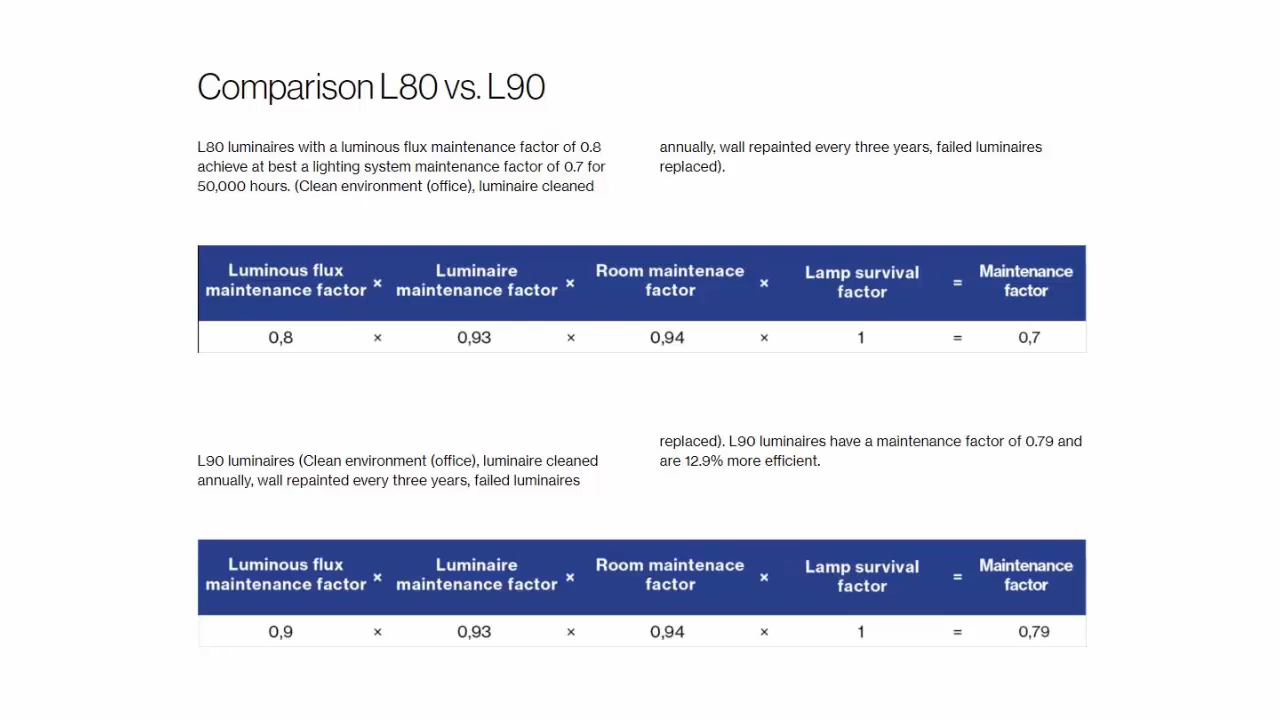 Comparison L80 vs. L90
L80 luminaires with a luminous flux maintenance factor of 0.8
achieve at best a lighting system maintenance factor of 0.7 for
50,000 hours. (Clean environment (office), luminaire cleaned
annually, wall repainted every three years, failed luminaires
replaced).
Luminous flux maintenance factor × Luminaire maintenance factor × Room maintenace factor × Lamp survival factor = Maintenance factor
0,8 × 0,93 × 0,94 × 1 = 0,7
L90 luminaires (Clean environment (office), luminaire cleaned
annually, wall repainted every three years, failed luminaires
replaced). L90 luminaires have a maintenance factor of 0.79 and
are 12.9% more efficient.
Luminous flux maintenance factor × Luminaire maintenance factor × Room maintenace factor × Lamp survival factor = Maintenance factor
0,9 × 0,93 × 0,94 × 1 = 0,79